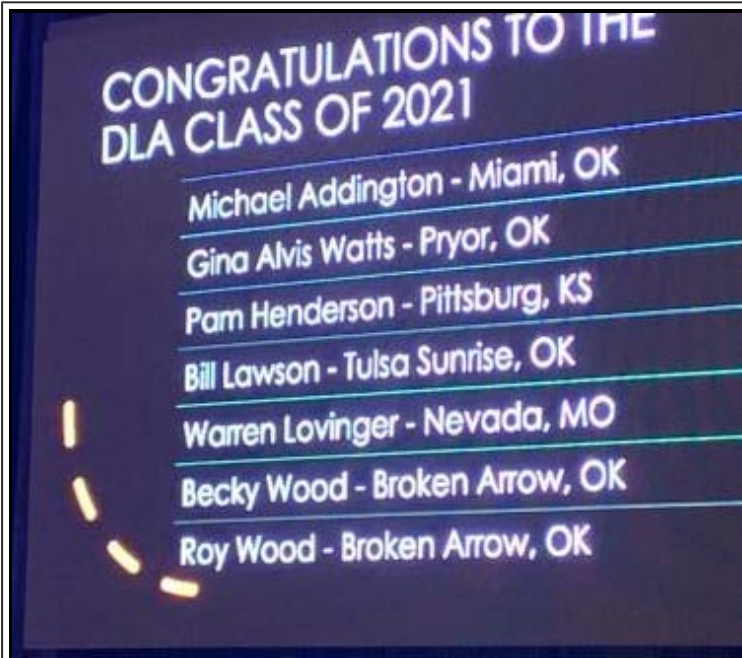 CONGRATULATIONS TO THE
DLA CLASS OF 2021
Michael Addington - Miami, OK
Gina Alvis Watts - Pryor, OK
Pam Henderson - Pittsburg, KS
Bill Lawson - Tulsa Sunrise, OK
Warren Lovinger - Nevada, MO
Becky Wood - Broken Arrow, OK
Roy Wood - Broken Arrow, OK